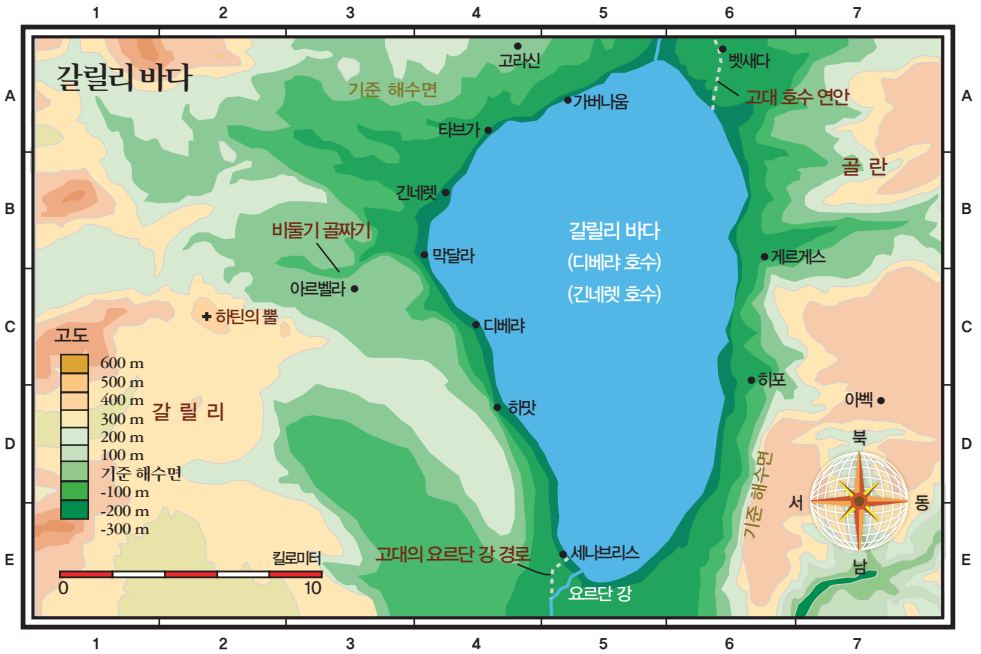 1 2 3 4 5 6 7
갈릴리 바다
고라신
벳새다
A
기준 해수면
가버나움
고대 호수 연안
A
타브가
골 란
긴네렛
B
비둘기 골짜기
갈릴리 바다
B
막달라
(디베랴 호수)
게르게스
아르벨라
(긴네렛 호수)
하틴의 뿔
디베랴
C
C
고도
600 m
500 m
400 m
300 m
200 m
100 m
기준 해수면
-100 m
-200 m
-300 m
히포
아벡
갈 릴 리
하맛
D
D
북
서
동
남
기준 해수면
E
고대의 요르단 강 경로
세나브리스
E
킬로미터
0 10
요르단 강
1 2 3 4 5 6 7